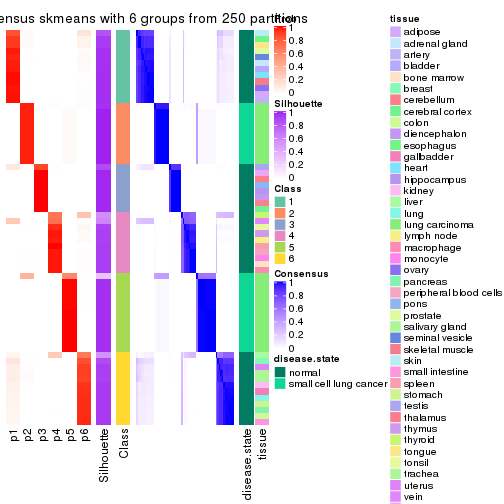 ensus skmeans with 6 groups from 250 partitions
1
0.8
0.6
0.4
0.2
0
Silhouette
1
0.8
0.6
0.4
0.2
0
Class
1
2
3
4
5
6
Consensus
1
0.8
0.6
0.4
0.2
0
disease.state
normal
small cell lung cancer
tissue
adipose
adrenal gland
artery
bladder
bone marrow
breast
cerebellum
cerebral cortex
colon
diencephalon
esophagus
gallbadder
heart
hippocampus
kidney
liver
lung
lung carcinoma
lymph node
macrophage
monocyte
ovary
pancreas
peripheral blood cells
pons
prostate
salivary gland
seminal vesicle
skeletal muscle
skin
small intestine
spleen
stomach
testis
thalamus
thymus
thyroid
tongue
tonsil
trachea
uterus
vein
p1
p2
p3
p4
p5
p6
Silhouette
Class
disease.state
tissue